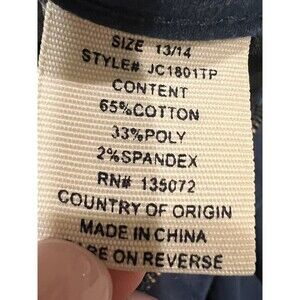 SIZE 13/14
STYLE# JC1801TP
CONTENT
65%COTTON
33%POLY
2%SPANDEX
RN# 135072
COUNTRY OF ORIGIN
MADE IN CHINA
ON REVERSE